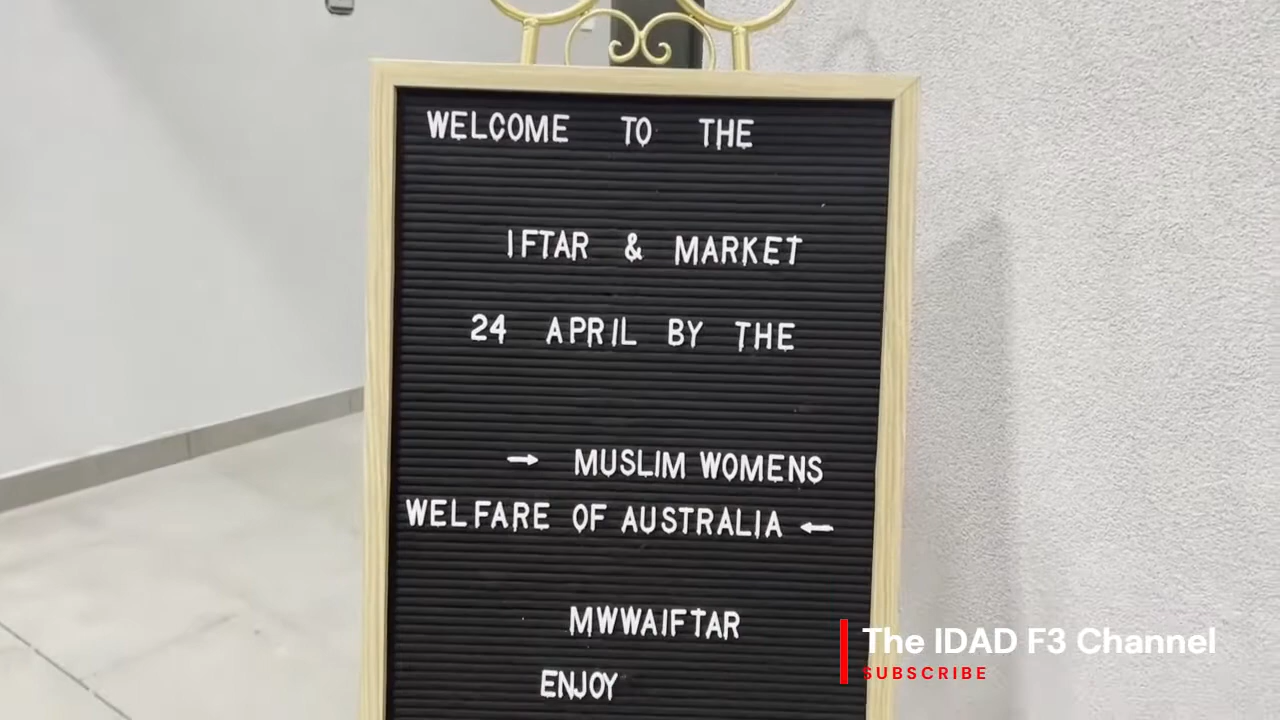 WELCOME TO THE
IFTAR & MARKET
24 APRIL BY THE
→ MUSLIM WOMENS
WELFARE OF AUSTRALIA ←
MWWAIFTAR
ENJOY
The IDAD F3 Channel
SUBSCRIBE